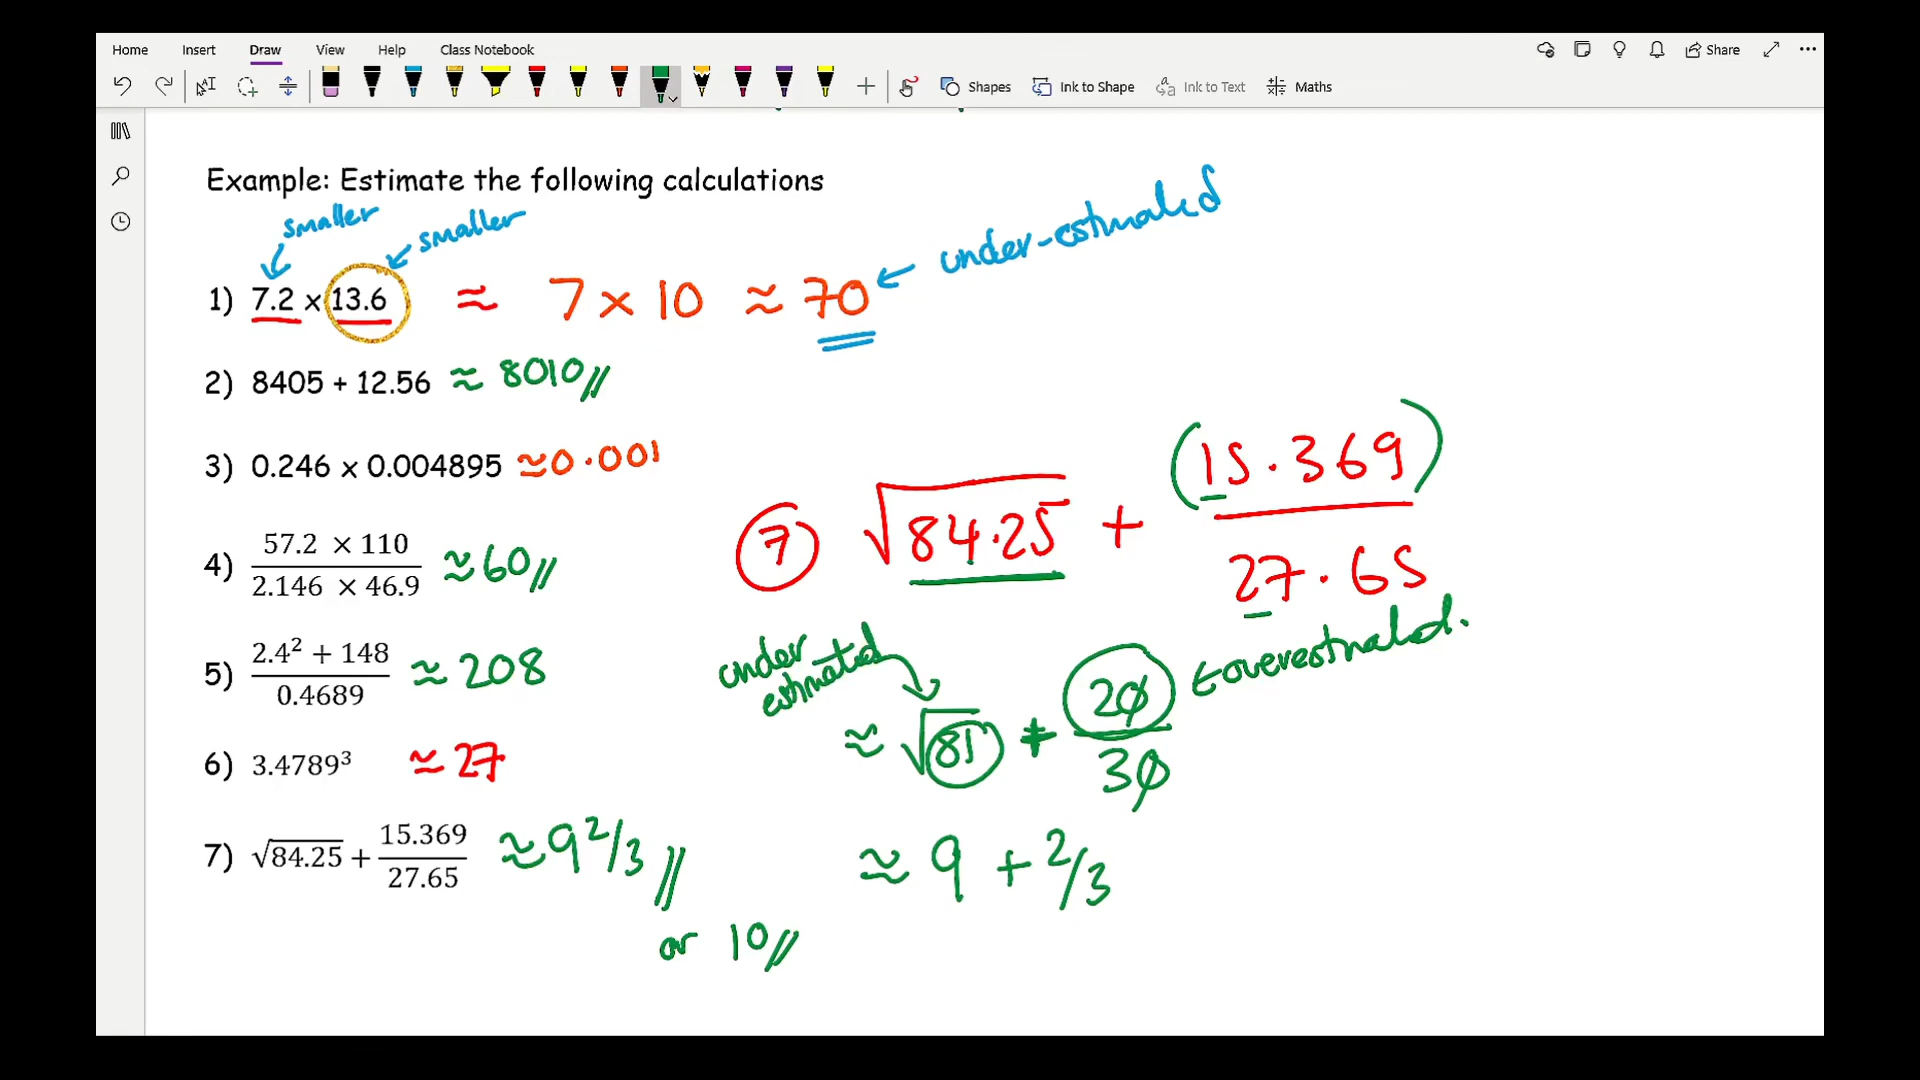 Home Insert Draw View Help Class Notebook Share
Shapes Ink to Shape Ink to Text Maths
Example: Estimate the following calculations
smaller
smaller
under-estimated
1) 7.2 x 13.6 ≈ 7 x 10 ≈ 70
2) 8405 + 12.56 ≈ 8010
3) 0.246 x 0.004895 ≈0.001
4) 57.2 × 110 / 2.146 × 46.9 ≈60
5) 2.4² + 148 / 0.4689 ≈ 208
6) 3.4789³ ≈ 27
7) √84.25 + 15.369 / 27.65 ≈ 9 2/3
or 10
7 √84.25 + (15.369) / 27.65
under estimated
overestimated.
≈ √81 + 20 / 30
≈ 9 + 2/3